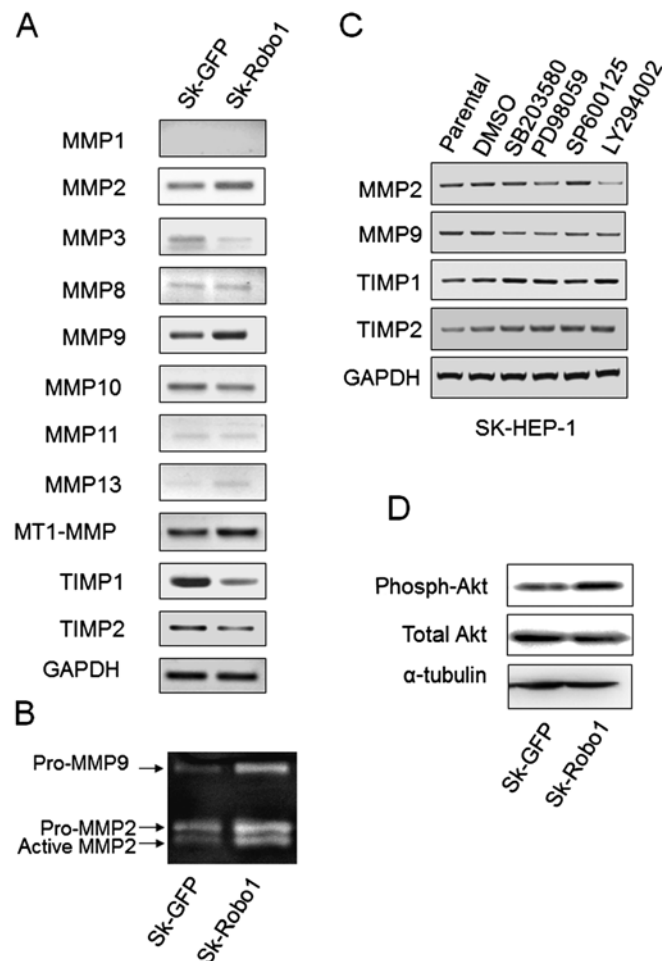 A
Sk-GFP
Sk-Robo1
MMP1
MMP2
MMP3
MMP8
MMP9
MMP10
MMP11
MMP13
MT1-MMP
TIMP1
TIMP2
GAPDH
B
Pro-MMP9
Pro-MMP2
Active MMP2
Sk-GFP
Sk-Robo1
C
Parental
DMSO
SB203580
PD98059
SP600125
LY294002
MMP2
MMP9
TIMP1
TIMP2
GAPDH
SK-HEP-1
D
Phosph-Akt
Total Akt
α-tubulin
Sk-GFP
Sk-Robo1